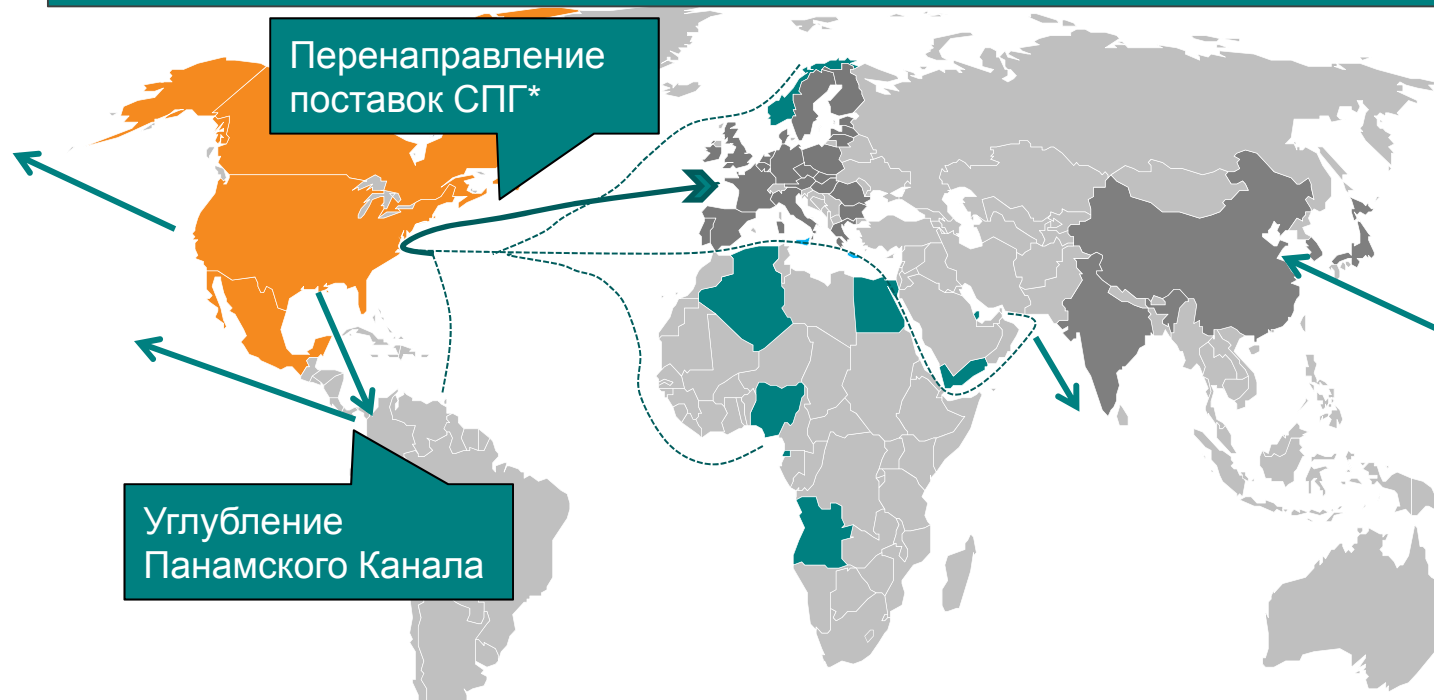 Перенаправление
поставок СПГ*
Углубление
Панамского Канала